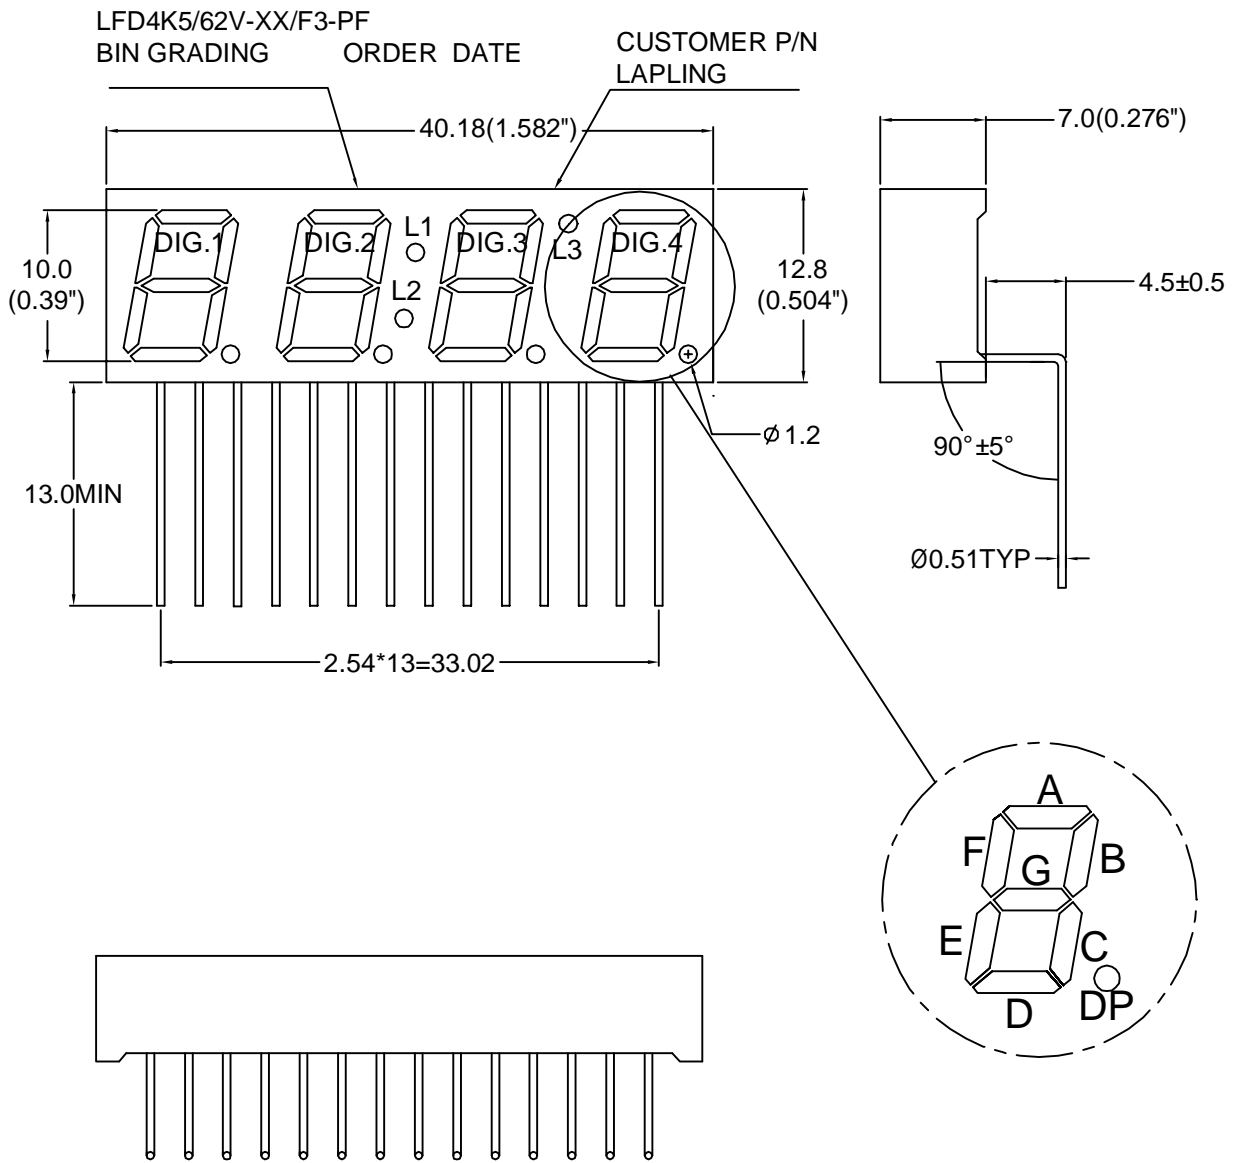 LFD4K5/62V-XX/F3-PF
BIN GRADING ORDER DATE
CUSTOMER P/N
LAPLING
40.18(1.582")
7.0(0.276")
DIG.1
DIG.2
L1
DIG.3
L3
DIG.4
L2
10.0
(0.39")
12.8
(0.504")
4.5±0.5
Ø1.2
90°±5°
13.0MIN
Ø0.51TYP
2.54*13=33.02
A
F
B
G
E
C
D
DP